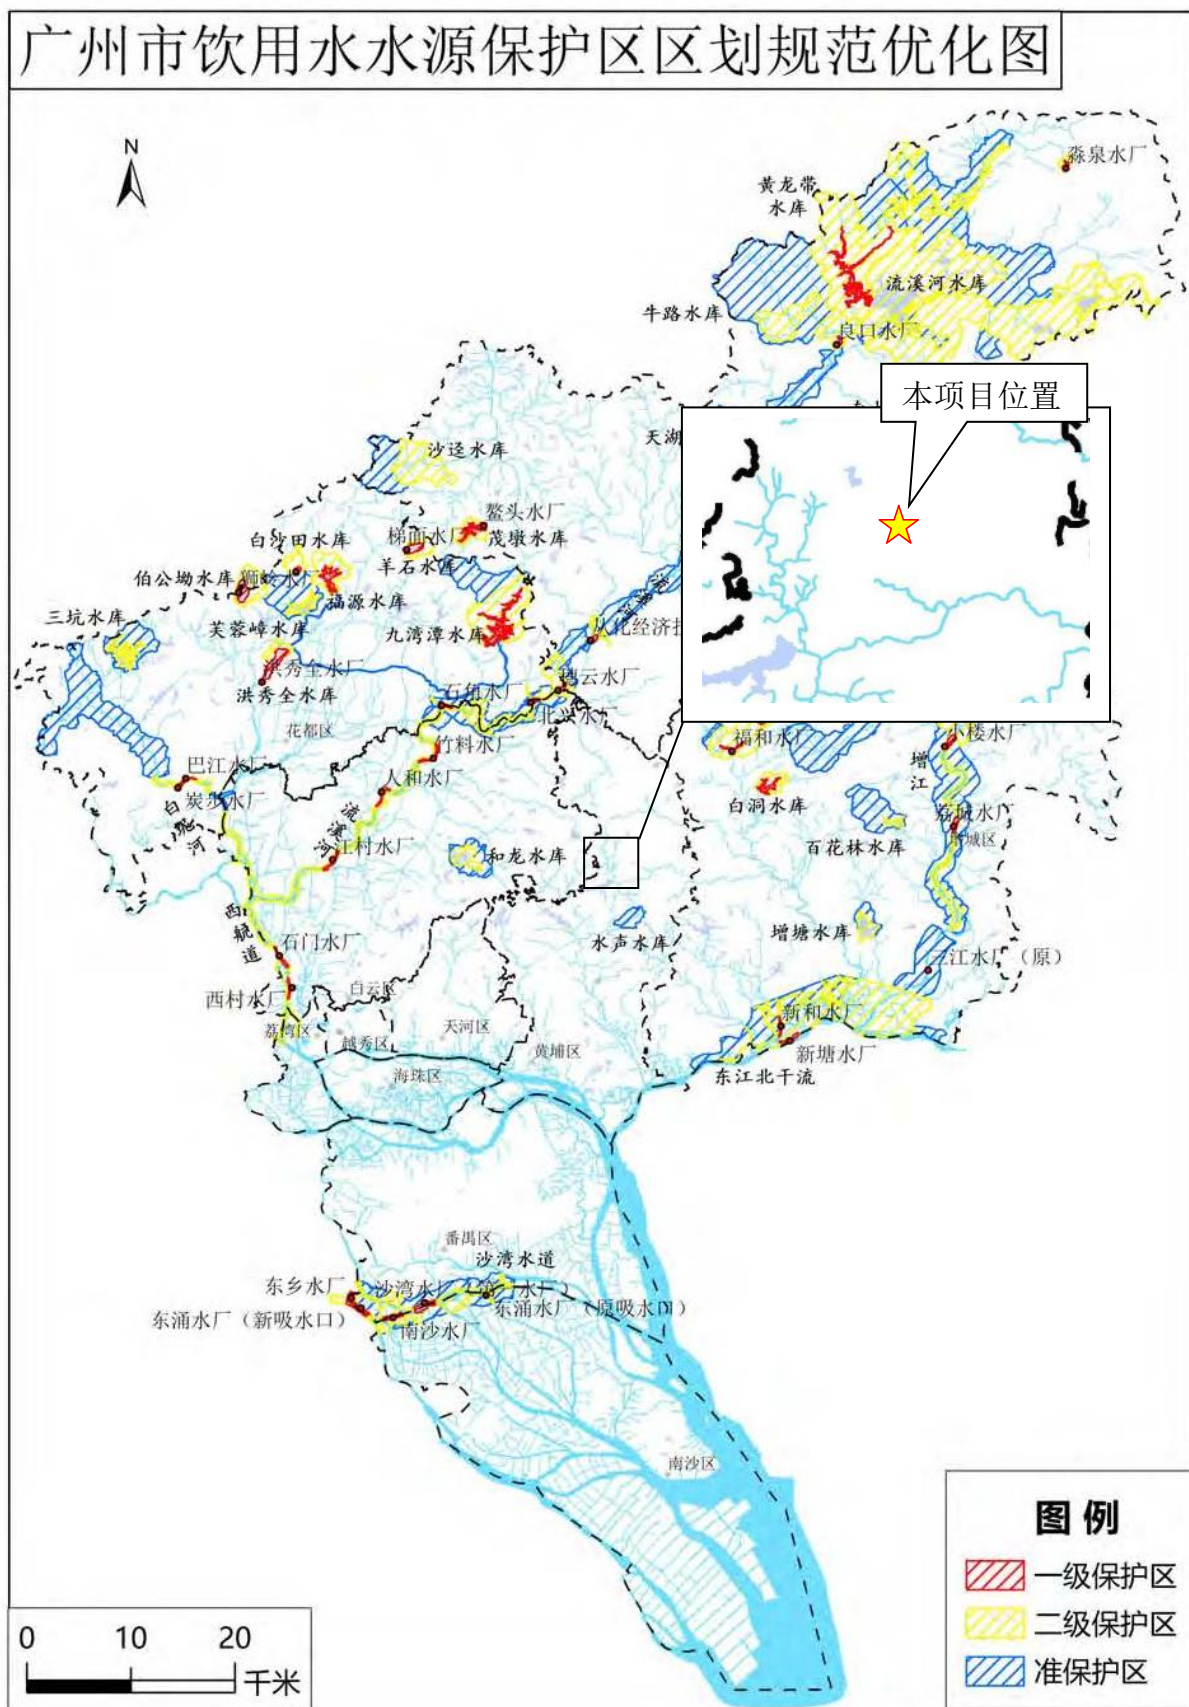 广州市饮用水水源保护区区划规范优化图
N
淼泉水厂
黄龙带
水库
流溪河水库
牛路水库
良口水厂
本项目位置
天湖
沙迳水库
鳌头水厂
茂墩水库
梯面水厂
羊石水库
白沙田水库
伯公坳水库
狮岭水厂
福源水库
芙蓉嶂水库
三坑水库
九湾潭水库
流溪河
从化经济技
洪秀全水厂
洪秀全水库
穗云水厂
石角水厂
北兴水厂
花都区
竹料水厂
福和水厂
小楼水厂
增江
巴江水厂
炭步水厂
白坭河
人和水厂
流溪河
白洞水库
荔城水厂
增城区
百花林水库
江村水厂
和龙水库
西航道
水声水库
增塘水库
石门水厂
三江水厂（原）
西村水厂
白云区
新和水厂
荔湾区
越秀区
天河区
黄埔区
新塘水厂
海珠区
东江北干流
番禺区
沙湾水道
东乡水厂
沙湾水厂
水厂）
东涌水厂（新吸水口）
东涌水厂（原吸水口）
南沙水厂
南沙区
图 例
一级保护区
二级保护区
准保护区
0 10 20
千米